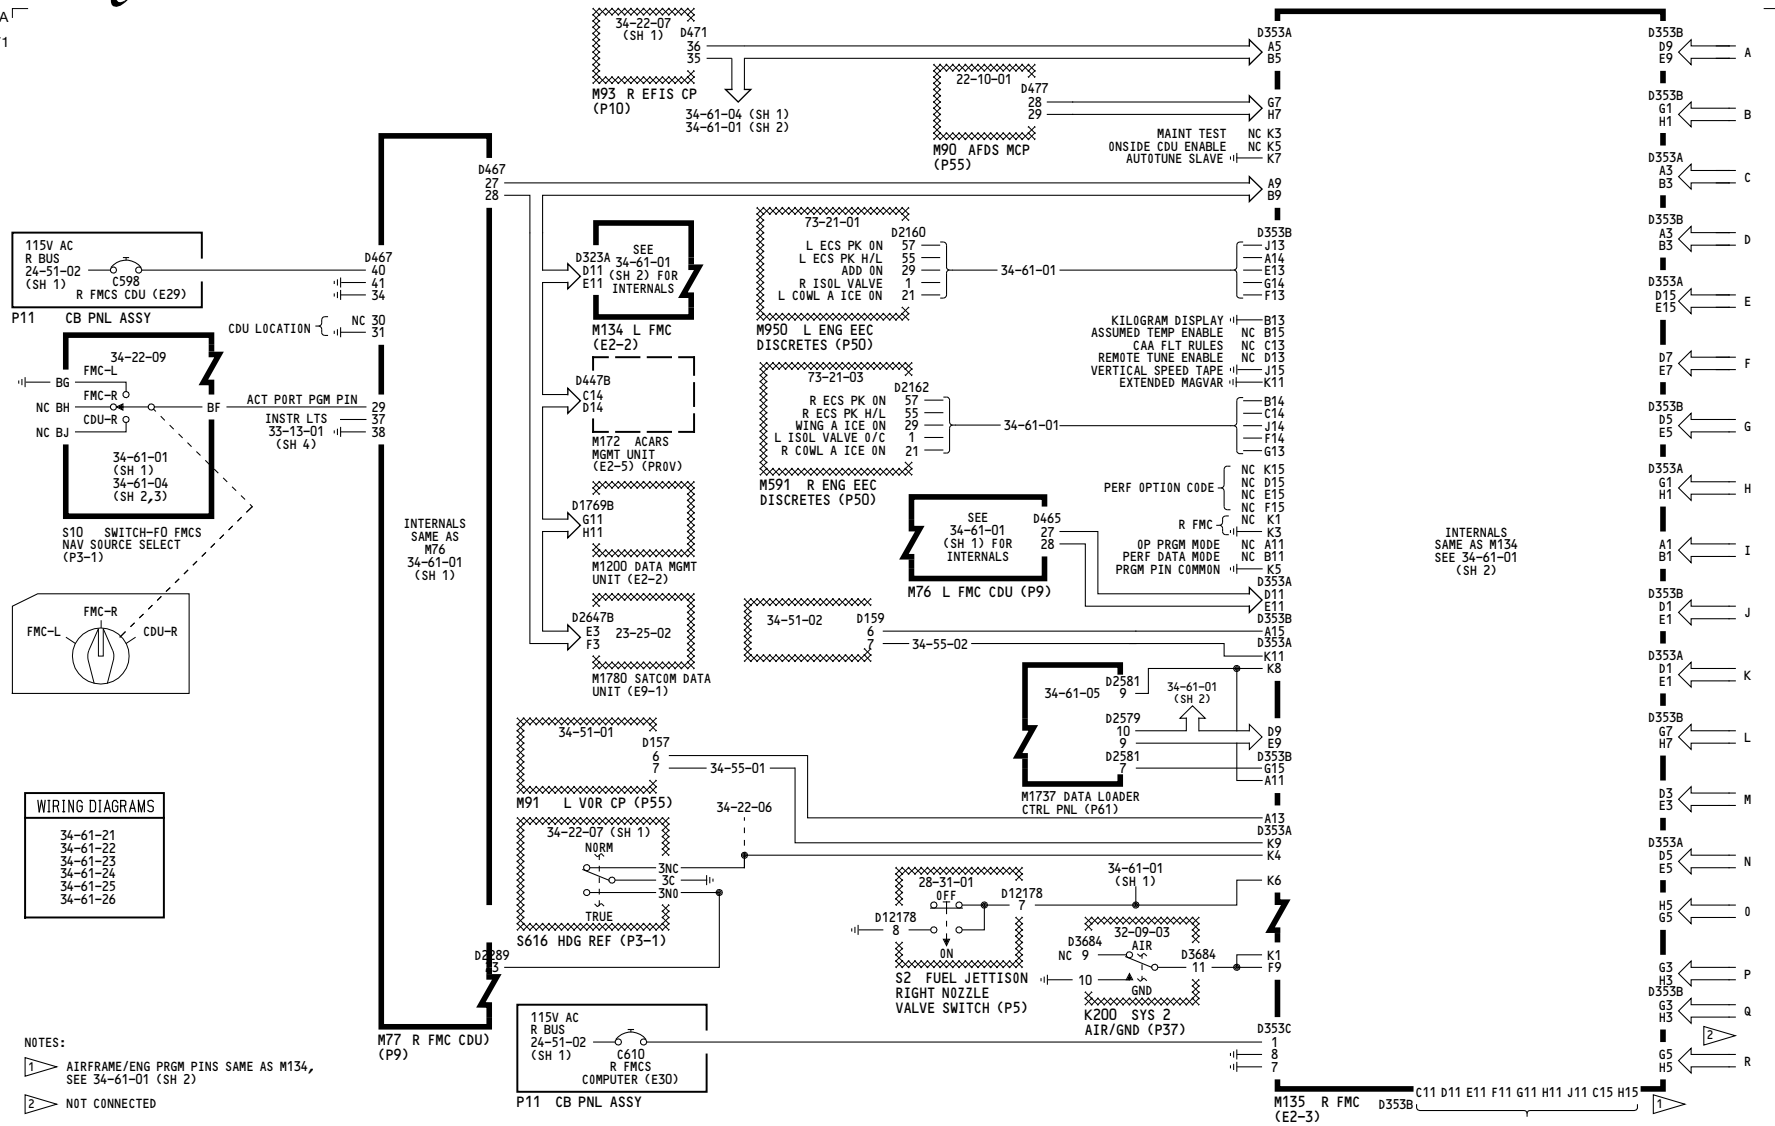 A
1
34-22-07
(SH 1)
D471
36
35
M93 R EFIS CP
(P10)
34-61-04 (SH 1)
34-61-01 (SH 2)
22-10-01
D477
28
29
M90 AFDS MCP
(P55)
D353A
A5
B5
G7
H7
MAINT TEST NC K3
ONSIDE CDU ENABLE NC K5
AUTOTUNE SLAVE K7
A9
B9
D467
27
28
115V AC
R BUS
24-51-02
(SH 1)
C598
R FMCS CDU (E29)
P11 CB PNL ASSY
D467
40
41
34
CDU LOCATION
NC 30
31
34-22-09
FMC-L
BG
FMC-R
NC BH
BF
CDU-R
NC BJ
ACT PORT PGM PIN 29
INSTR LTS 37
33-13-01 38
(SH 4)
34-61-01
(SH 1)
34-61-04
(SH 2,3)
S10 SWITCH-FO FMCS
NAV SOURCE SELECT
(P3-1)
FMC-R
FMC-L
CDU-R
INTERNALS
SAME AS
M76
34-61-01
(SH 1)
D2289
23
M77 R FMC CDU)
(P9)
D323A
D11
E11
SEE
34-61-01
(SH 2) FOR
INTERNALS
M134 L FMC
(E2-2)
D447B
C14
D14
M172 ACARS
MGMT UNIT
(E2-5) (PROV)
D1769B
G11
H11
M1200 DATA MGMT
UNIT (E2-2)
D2647B
E3
F3
23-25-02
M1780 SATCOM DATA
UNIT (E9-1)
73-21-01
D2160
L ECS PK ON 57
L ECS PK H/L 55
ADD ON 29
R ISOL VALVE 1
L COWL A ICE ON 21
M950 L ENG EEC
DISCRETES (P50)
34-61-01
D353B
J13
A14
E13
G14
F13
KILOGRAM DISPLAY B13
ASSUMED TEMP ENABLE NC B15
CAA FLT RULES NC C13
REMOTE TUNE ENABLE NC D13
VERTICAL SPEED TAPE J15
EXTENDED MAGVAR K11
73-21-03
D2162
R ECS PK ON 57
R ECS PK H/L 55
WING A ICE ON 29
L ISOL VALVE O/C 1
R COWL A ICE ON 21
M591 R ENG EEC
DISCRETES (P50)
34-61-01
B14
C14
J14
F14
G13
PERF OPTION CODE
NC K15
NC D15
NC E15
NC F15
R FMC
NC K1
K3
OP PRGM MODE NC A11
PERF DATA MODE NC B11
PRGM PIN COMMON K5
SEE
34-61-01
(SH 1) FOR
INTERNALS
D465
27
28
M76 L FMC CDU (P9)
D353A
D11
E11
D353B
A15
D353A
K11
K8
34-51-02
D159
6
7
34-55-02
34-61-05
D2581
9
34-61-01
(SH 2)
D2579
10
9
D2581
7
M1737 DATA LOADER
CTRL PNL (P61)
D9
E9
D353B
G15
A11
34-51-01
D157
6
7
34-55-01
M91 L VOR CP (P55)
34-22-06
34-22-07 (SH 1)
NORM
3NC
3C
3NO
TRUE
S616 HDG REF (P3-1)
A13
D353A
K9
K4
K6
28-31-01
OFF
D12178
7
D12178
8
ON
S2 FUEL JETTISON
RIGHT NOZZLE
VALVE SWITCH (P5)
34-61-01
(SH 1)
32-09-03
D3684
AIR
NC 9
D3684
11
10
GND
K200 SYS 2
AIR/GND (P37)
K1
F9
115V AC
R BUS
24-51-02
(SH 1)
C610
R FMCS
COMPUTER (E30)
P11 CB PNL ASSY
D353C
1
8
7
INTERNALS
SAME AS M134
SEE 34-61-01
(SH 2)
M135 R FMC
(E2-3)
D353B
C11 D11 E11 F11 G11 H11 J11 C15 H15
1
D353B
D9
E9
A
D353B
G1
H1
B
D353A
A3
B3
C
D353B
A3
B3
D
D353A
D15
E15
E
D7
E7
F
D353B
D5
E5
G
D353A
G1
H1
H
A1
B1
I
D353B
D1
E1
J
D353A
D1
E1
K
D353B
G7
H7
L
D3
E3
M
D353A
D5
E5
N
H5
G5
O
G3
H3
P
D353B
G3
H3
Q
2
G5
H5
R
WIRING DIAGRAMS
34-61-21
34-61-22
34-61-23
34-61-24
34-61-25
34-61-26
NOTES:
1 AIRFRAME/ENG PRGM PINS SAME AS M134,
SEE 34-61-01 (SH 2)
2 NOT CONNECTED